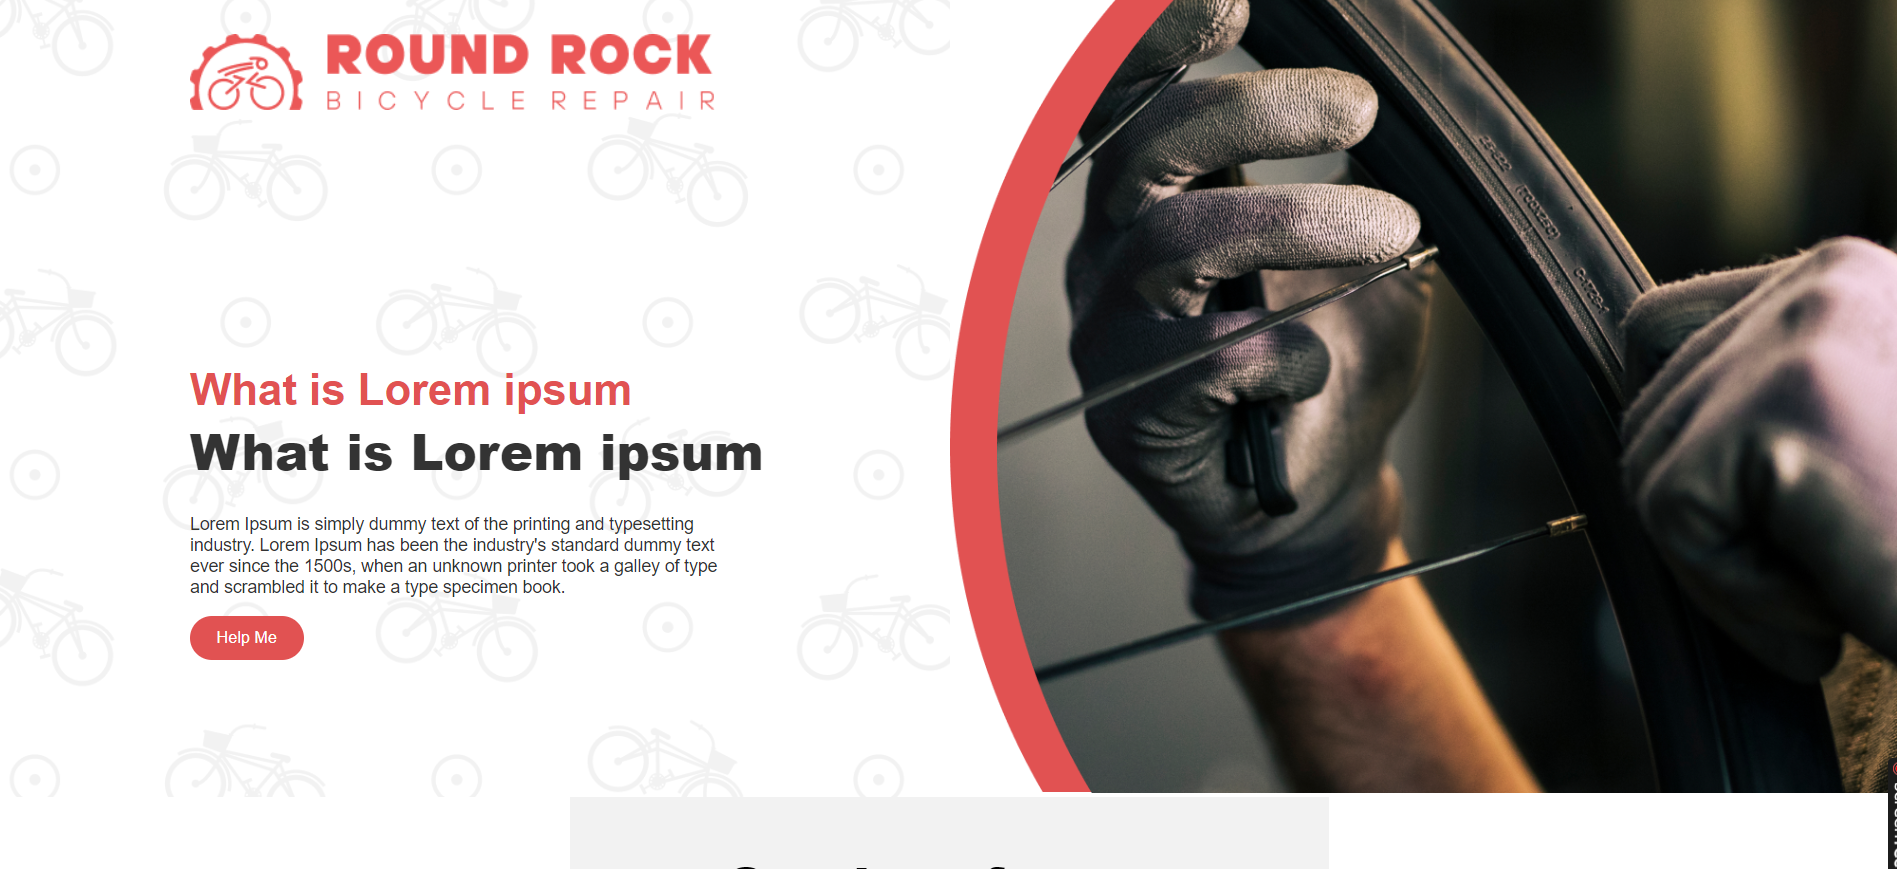 ROUND ROCK
BICYCLE REPAIR
What is Lorem ipsum
What is Lorem ipsum
Lorem Ipsum is simply dummy text of the printing and typesetting
industry. Lorem Ipsum has been the industry's standard dummy text
ever since the 1500s, when an unknown printer took a galley of type
and scrambled it to make a type specimen book.
Help Me